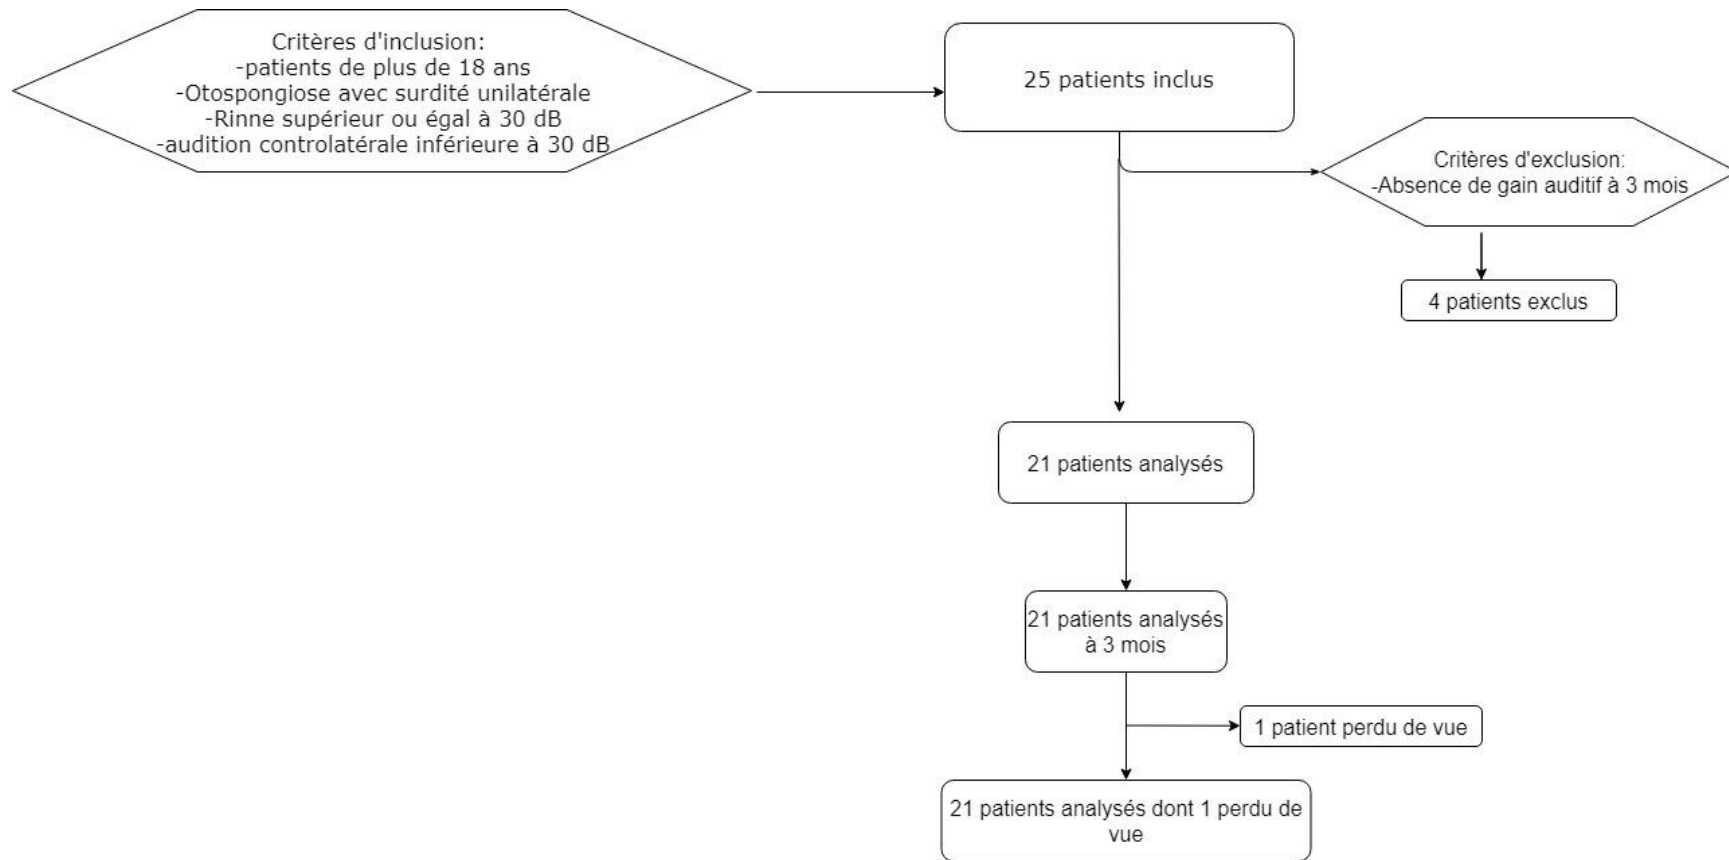 Critères d'inclusion:
-patients de plus de 18 ans
-Otospongiose avec surdité unilatérale
-Rinne supérieur ou égal à 30 dB
-audition controlatérale inférieure à 30 dB
25 patients inclus
Critères d'exclusion:
-Absence de gain auditif à 3 mois
4 patients exclus
21 patients analysés
21 patients analysés
à 3 mois
1 patient perdu de vue
21 patients analysés dont 1 perdu de
vue